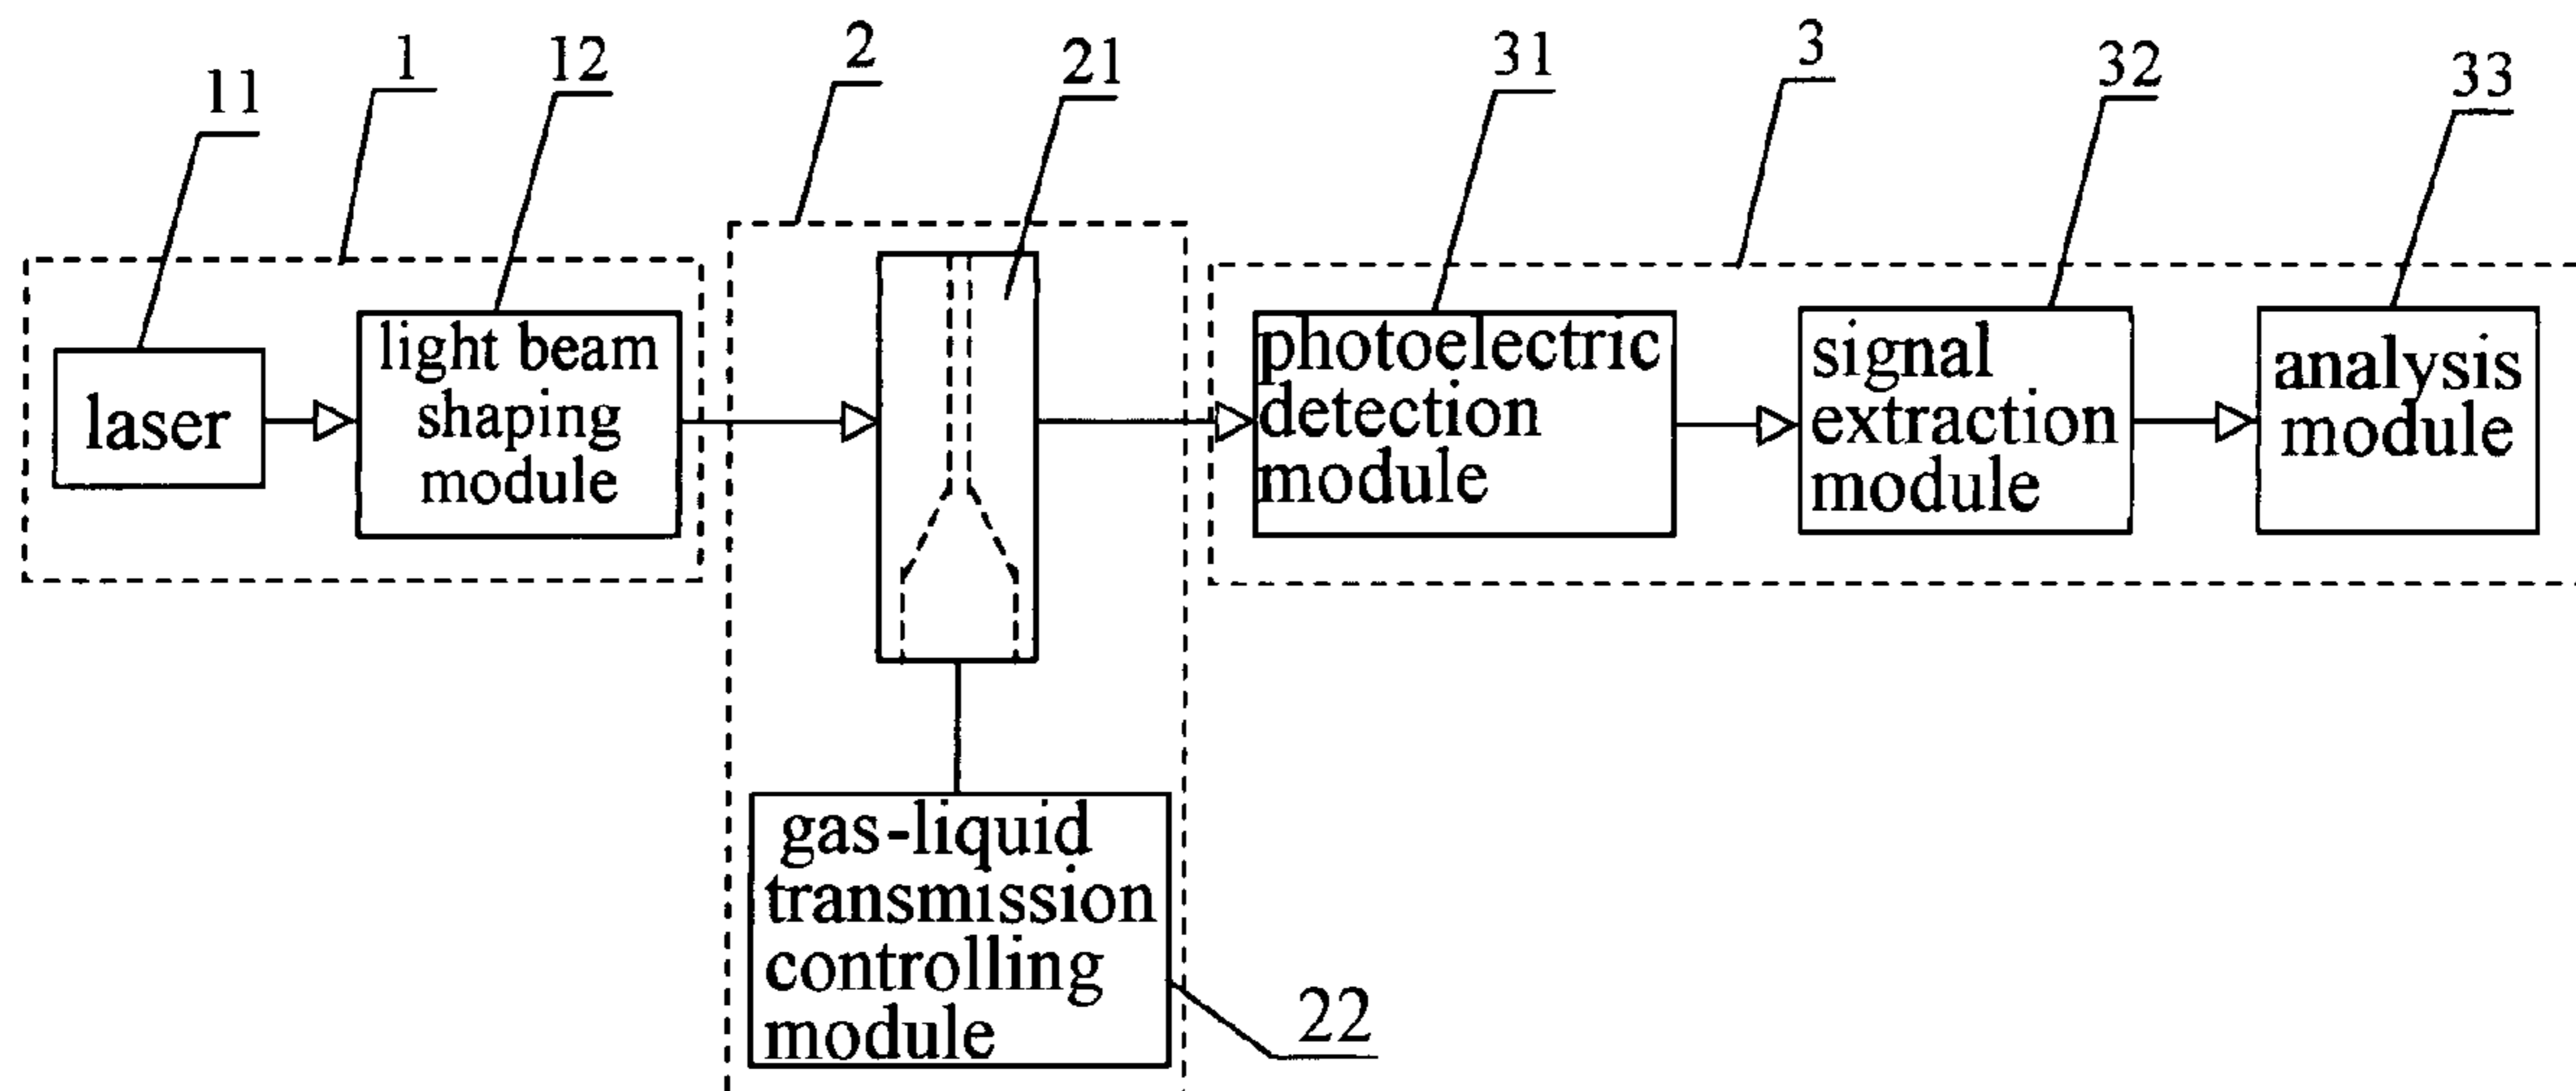 11
1
12
2
21
31
3
32
33
laser
light beam
shaping
module
photoelectric
detection
module
signal
extraction
module
analysis
module
gas-liquid
transmission
controlling
module
22